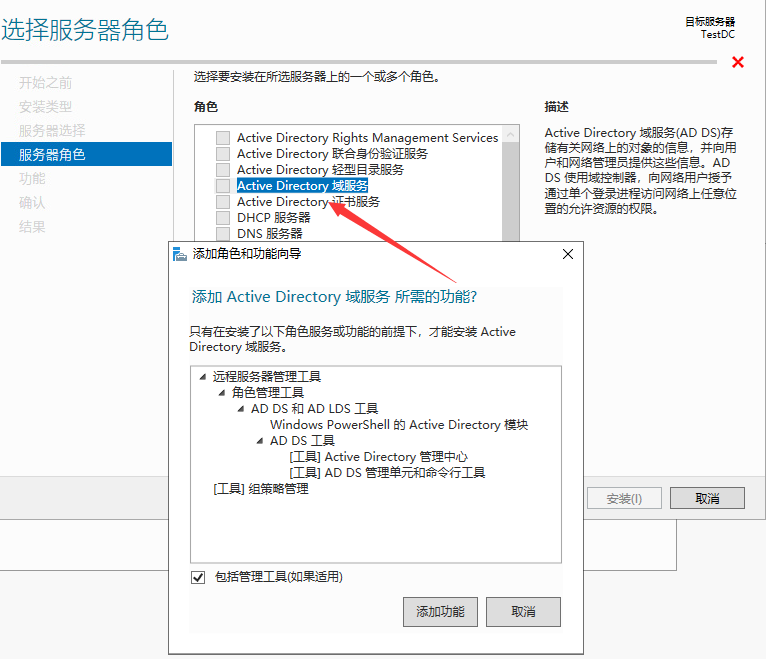 选择服务器角色
目标服务器
TestDC
开始之前
安装类型
服务器选择
服务器角色
功能
确认
结果
选择要安装在所选服务器上的一个或多个角色。
角色
Active Directory Rights Management Services
Active Directory 联合身份验证服务
Active Directory 轻型目录服务
Active Directory 域服务
Active Directory 证书服务
DHCP 服务器
DNS 服务器
描述
Active Directory 域服务(AD DS)存
储有关网络上的对象的信息，并向用
户和网络管理员提供这些信息。AD
DS 使用域控制器，向网络用户授予
通过单个登录进程访问网络上任意位
置的允许资源的权限。
添加角色和功能向导
添加 Active Directory 域服务 所需的功能?
只有在安装了以下角色服务或功能的前提下，才能安装 Active
Directory 域服务。
远程服务器管理工具
角色管理工具
AD DS 和 AD LDS 工具
Windows PowerShell 的 Active Directory 模块
AD DS 工具
[工具] Active Directory 管理中心
[工具] AD DS 管理单元和命令行工具
[工具] 组策略管理
包括管理工具(如果适用)
添加功能
取消
安装(I)
取消